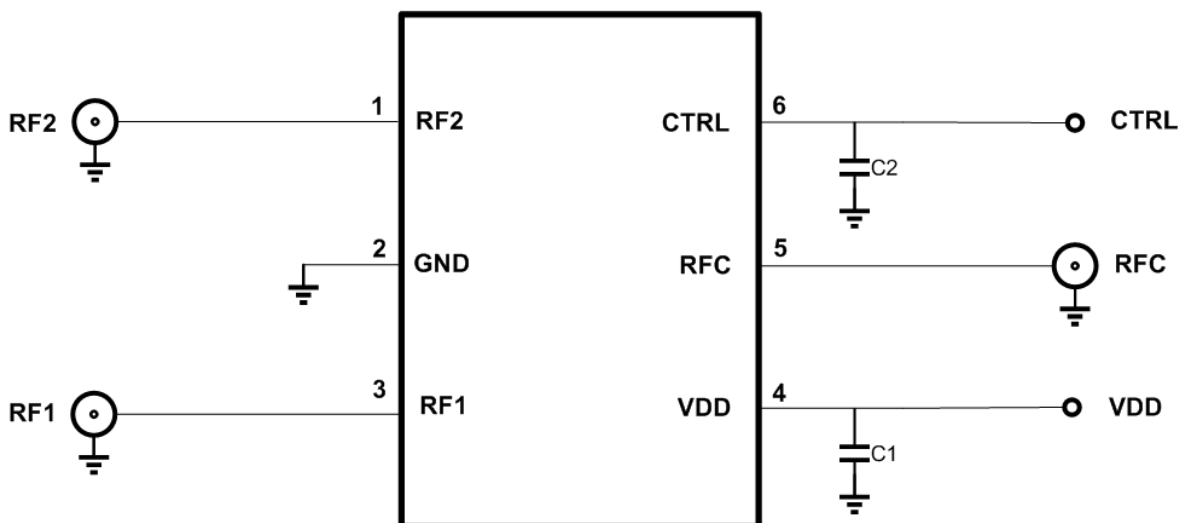 RF2 1 RF2 CTRL 6 CTRL
C2
2 GND RFC 5 RFC
RF1 3 RF1 VDD 4 VDD
C1